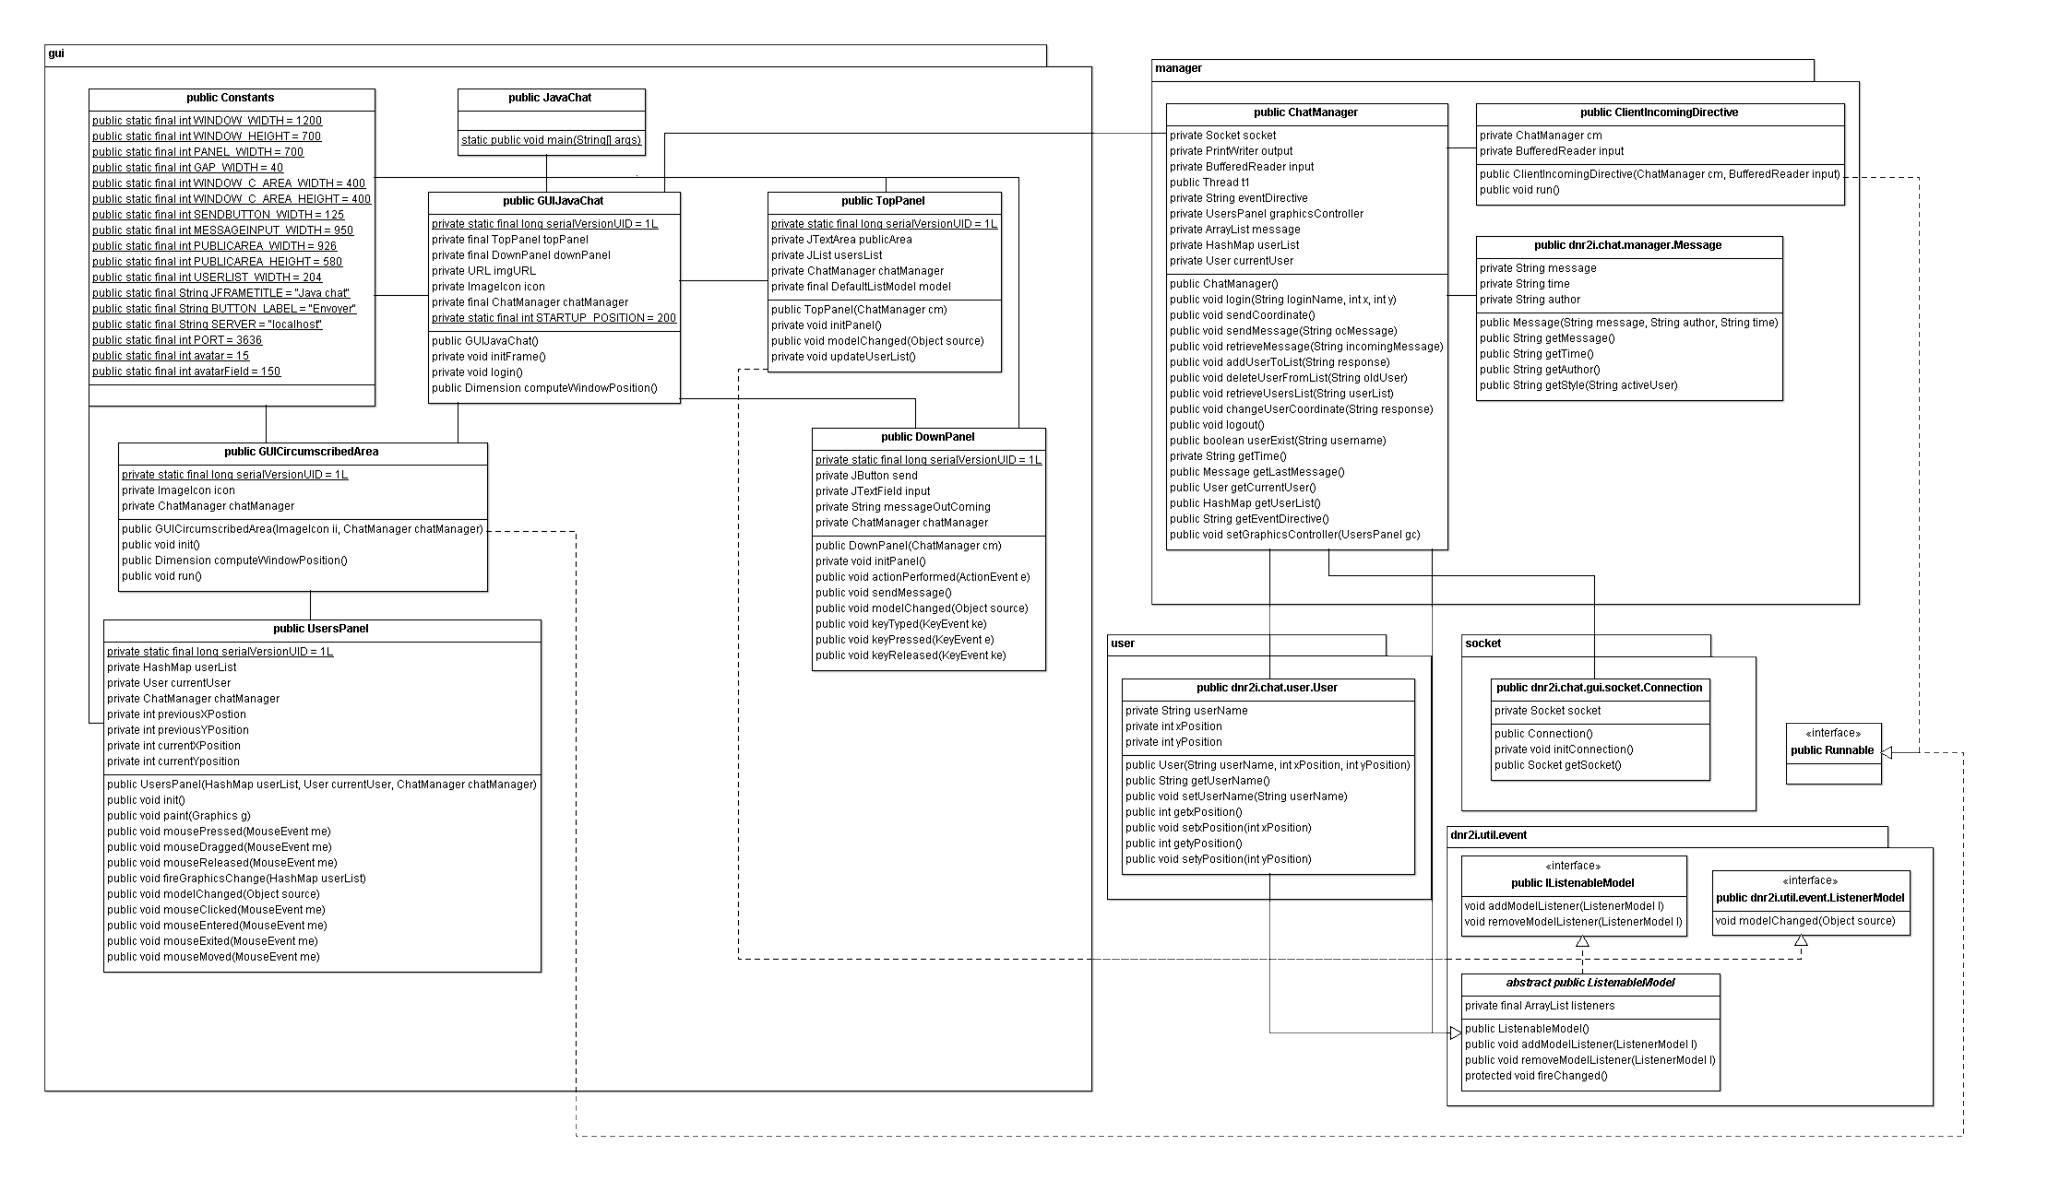 gui
public Constants
public static final int WINDOW_WIDTH = 1200
public static final int WINDOW_HEIGHT = 700
public static final int PANEL_WIDTH = 700
public static final int GAP_WIDTH = 40
public static final int WINDOW_C_AREA_WIDTH = 400
public static final int WINDOW_C_AREA_HEIGHT = 400
public static final int SENDBUTTON_WIDTH = 125
public static final int MESSAGEINPUT_WIDTH = 950
public static final int PUBLICAREA_WIDTH = 926
public static final int PUBLICAREA_HEIGHT = 580
public static final int USERLIST_WIDTH = 204
public static final String JFRAMETITLE = "Java chat"
public static final String BUTTON_LABEL = "Envoyer"
public static final String SERVER = "localhost"
public static final int PORT = 3636
public static final int avatar = 15
public static final int avatarField = 150
public JavaChat
static public void main(String[] args)
public GUIJavaChat
private static final long serialVersionUID = 1L
private final TopPanel topPanel
private final DownPanel downPanel
private URL imgURL
private ImageIcon icon
private final ChatManager chatManager
private static final int STARTUP_POSITION = 200
public GUIJavaChat()
private void initFrame()
private void login()
public Dimension computeWindowPosition()
public TopPanel
private static final long serialVersionUID = 1L
private JTextArea publicArea
private JList usersList
private ChatManager chatManager
private final DefaultListModel model
public TopPanel(ChatManager cm)
private void initPanel()
public void modelChanged(Object source)
private void updateUserList()
public GUICircumscribedArea
private static final long serialVersionUID = 1L
private ImageIcon icon
private ChatManager chatManager
public GUICircumscribedArea(ImageIcon ii, ChatManager chatManager)
public void init()
public Dimension computeWindowPosition()
public void run()
public DownPanel
private static final long serialVersionUID = 1L
private JButton send
private JTextField input
private String messageOutComing
private ChatManager chatManager
public DownPanel(ChatManager cm)
private void initPanel()
public void actionPerformed(ActionEvent e)
public void sendMessage()
public void modelChanged(Object source)
public void keyTyped(KeyEvent ke)
public void keyPressed(KeyEvent e)
public void keyReleased(KeyEvent ke)
public UsersPanel
private static final long serialVersionUID = 1L
private HashMap userList
private User currentUser
private ChatManager chatManager
private int previousXPostion
private int previousYPosition
private int currentXPosition
private int currentYposition
public UsersPanel(HashMap userList, User currentUser, ChatManager chatManager)
public void init()
public void paint(Graphics g)
public void mousePressed(MouseEvent me)
public void mouseDragged(MouseEvent me)
public void mouseReleased(MouseEvent me)
public void fireGraphicsChange(HashMap userList)
public void modelChanged(Object source)
public void mouseClicked(MouseEvent me)
public void mouseEntered(MouseEvent me)
public void mouseExited(MouseEvent me)
public void mouseMoved(MouseEvent me)
manager
public ChatManager
private Socket socket
private PrintWriter output
private BufferedReader input
public Thread t1
private String eventDirective
private UsersPanel graphicsController
private ArrayList message
private HashMap userList
private User currentUser
public ChatManager()
public void login(String loginName, int x, int y)
public void sendCoordinate()
public void sendMessage(String ocMessage)
public void retrieveMessage(String incomingMessage)
public void addUserToList(String response)
public void deleteUserFromList(String oldUser)
public void retrieveUsersList(String userList)
public void changeUserCoordinate(String response)
public void logout()
public boolean userExist(String username)
private String getTime()
public Message getLastMessage()
public User getCurrentUser()
public HashMap getUserList()
public String getEventDirective()
public void setGraphicsController(UsersPanel gc)
public ClientIncomingDirective
private ChatManager cm
private BufferedReader input
public ClientIncomingDirective(ChatManager cm, BufferedReader input)
public void run()
public dnr2i.chat.manager.Message
private String message
private String time
private String author
public Message(String message, String author, String time)
public String getMessage()
public String getTime()
public String getAuthor()
public String getStyle(String activeUser)
user
public dnr2i.chat.user.User
private String userName
private int xPosition
private int yPosition
public User(String userName, int xPosition, int yPosition)
public String getUserName()
public void setUserName(String userName)
public int getxPosition()
public void setxPosition(int xPosition)
public int getyPosition()
public void setyPosition(int yPosition)
socket
public dnr2i.chat.gui.socket.Connection
private Socket socket
public Connection()
private void initConnection()
public Socket getSocket()
«interface»
public Runnable
dnr2i.util.event
«interface»
public IListenableModel
void addModelListener(ListenerModel l)
void removeModelListener(ListenerModel l)
«interface»
public dnr2i.util.event.ListenerModel
void modelChanged(Object source)
abstract public ListenableModel
private final ArrayList listeners
public ListenableModel()
public void addModelListener(ListenerModel l)
public void removeModelListener(ListenerModel l)
protected void fireChanged()